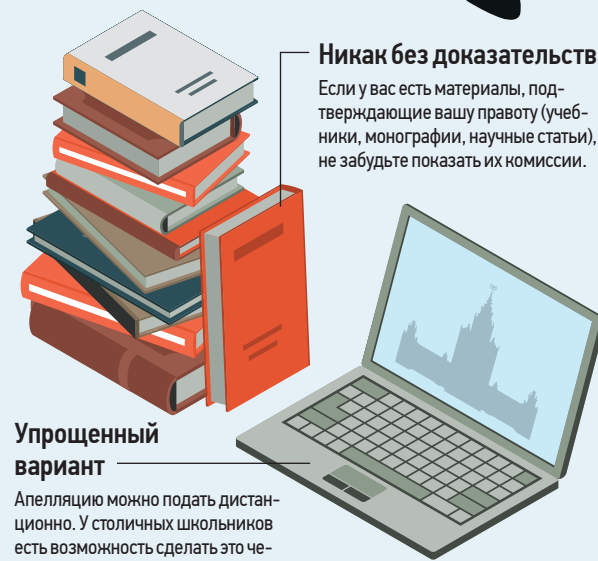 Никак без доказательств
Если у вас есть материалы, под-
тверждающие вашу правоту (учеб-
ники, монографии, научные статьи),
не забудьте показать их комиссии.
Упрощенный
вариант
Апелляцию можно подать дистан-
ционно. У столичных школьников
есть возможность сделать это че-